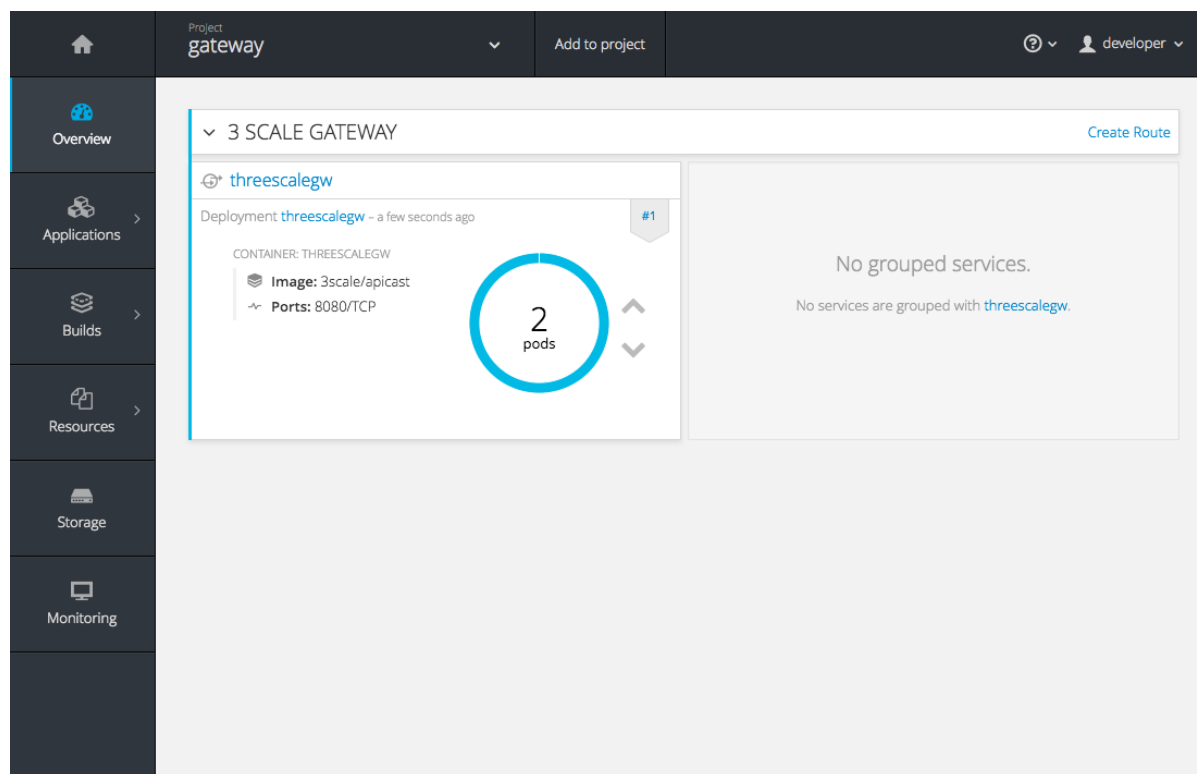 Project
gateway
Add to project
developer
Overview
Applications
Builds
Resources
Storage
Monitoring
3 SCALE GATEWAY
Create Route
threescalegw
Deployment threescalegw – a few seconds ago
#1
CONTAINER: THREESCALEGW
Image: 3scale/apicast
Ports: 8080/TCP
2
pods
No grouped services.
No services are grouped with threescalegw.